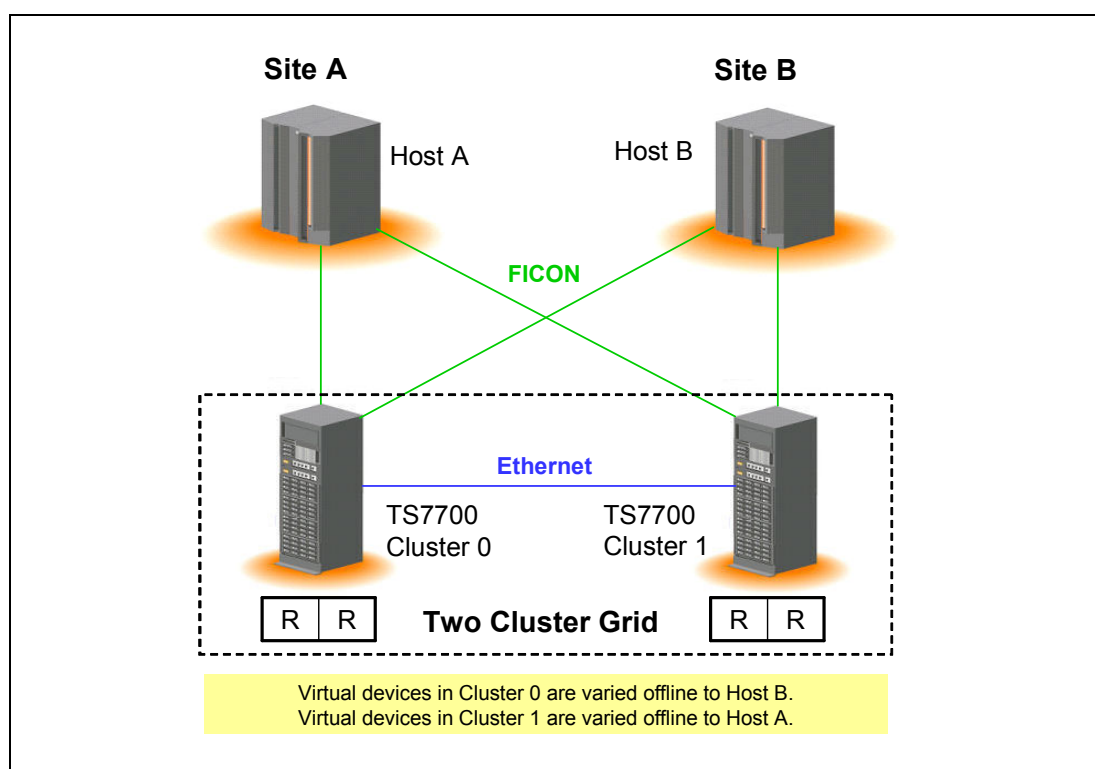 Site A
Site B
Host A
Host B
FICON
Ethernet
TS7700
Cluster 0
TS7700
Cluster 1
R R
Two Cluster Grid
R R
Virtual devices in Cluster 0 are varied offline to Host B.
Virtual devices in Cluster 1 are varied offline to Host A.